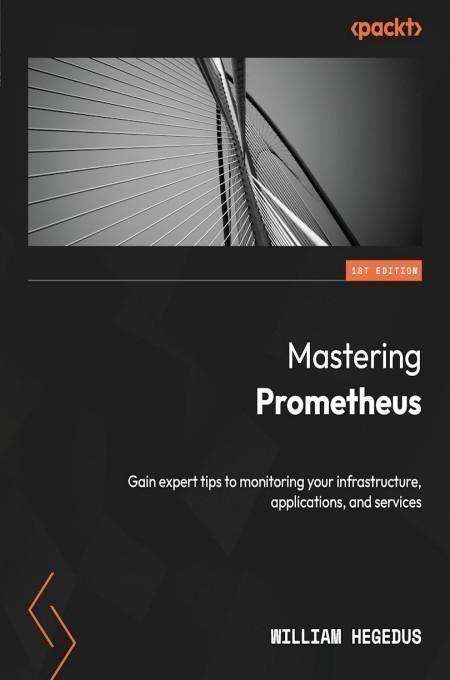 <packt>
1ST EDITION
Mastering
Prometheus
Gain expert tips to monitoring your infrastructure,
applications, and services
WILLIAM HEGEDUS